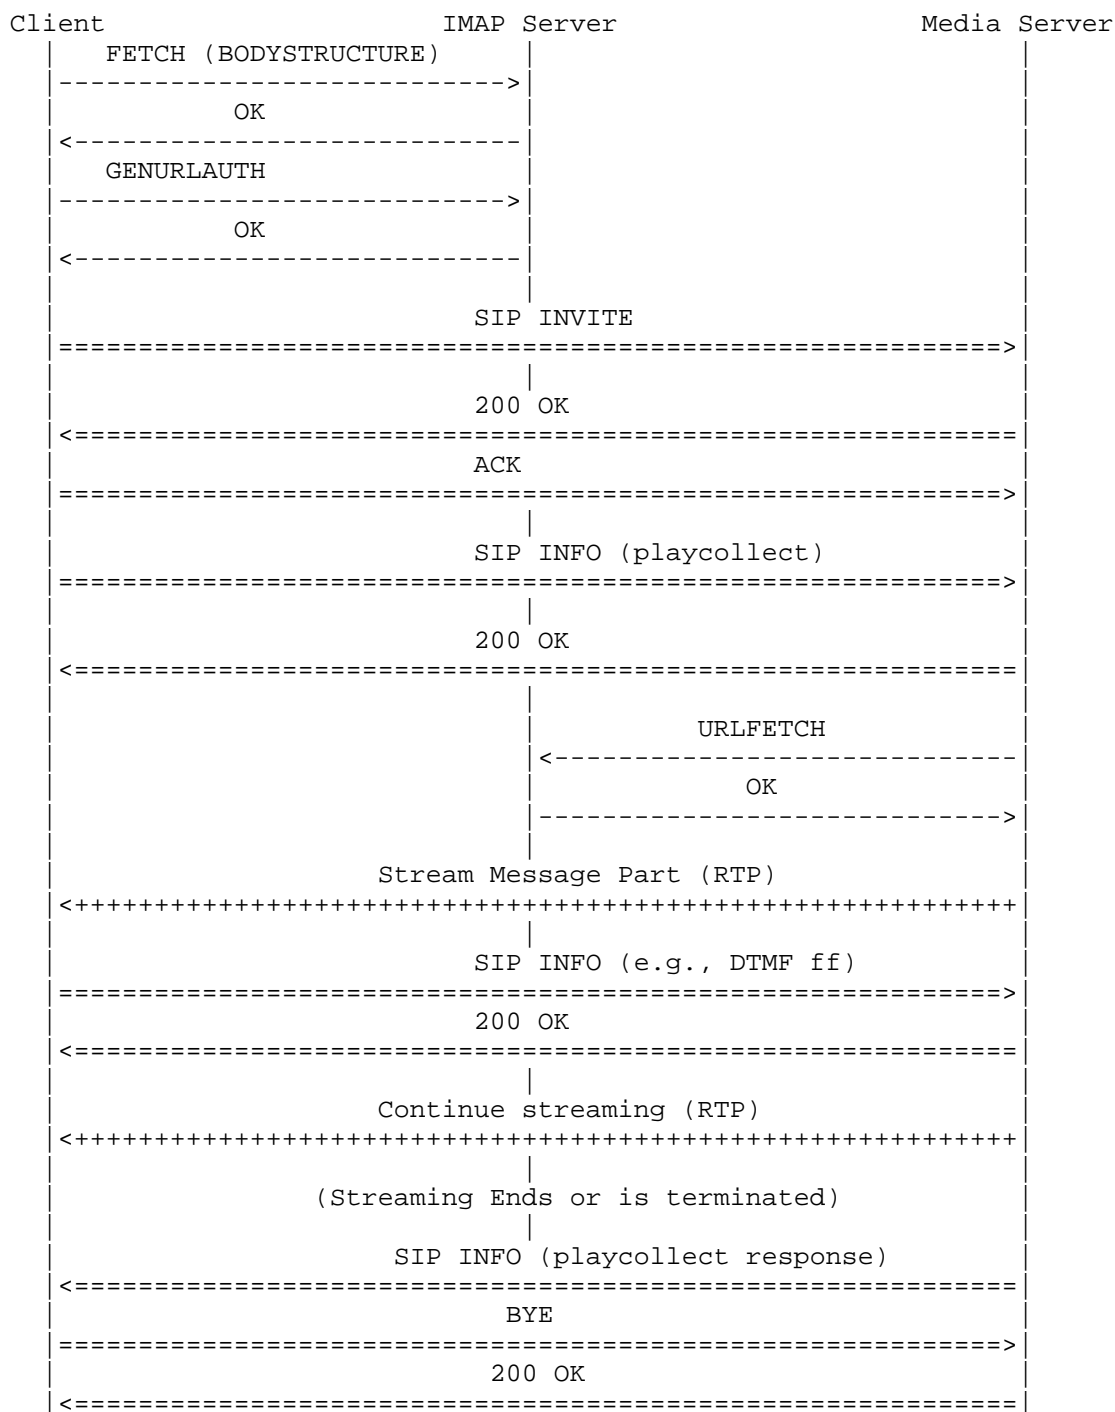 Client IMAP Server Media Server
FETCH (BODYSTRUCTURE)
OK
GENURLAUTH
OK
SIP INVITE
200 OK
ACK
SIP INFO (playcollect)
200 OK
URLFETCH
OK
Stream Message Part (RTP)
SIP INFO (e.g., DTMF ff)
200 OK
Continue streaming (RTP)
(Streaming Ends or is terminated)
SIP INFO (playcollect response)
BYE
200 OK